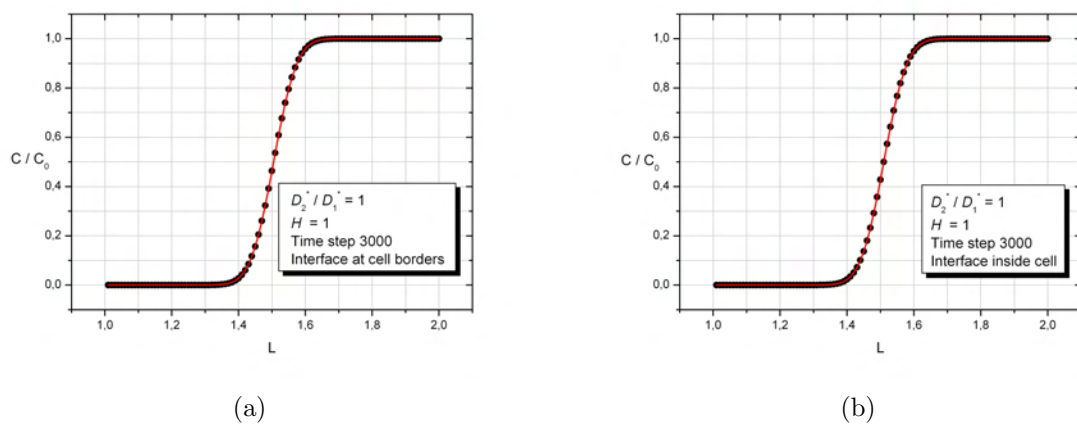 1,0
0,8
0,6
C / C₀
0,4
0,2
0,0
D₂* / D₁* = 1
H = 1
Time step 3000
Interface at cell borders
1,0 1,2 1,4 1,6 1,8 2,0
L
(a)
1,0
0,8
0,6
C / C₀
0,4
0,2
0,0
D₂* / D₁* = 1
H = 1
Time step 3000
Interface inside cell
1,0 1,2 1,4 1,6 1,8 2,0
L
(b)